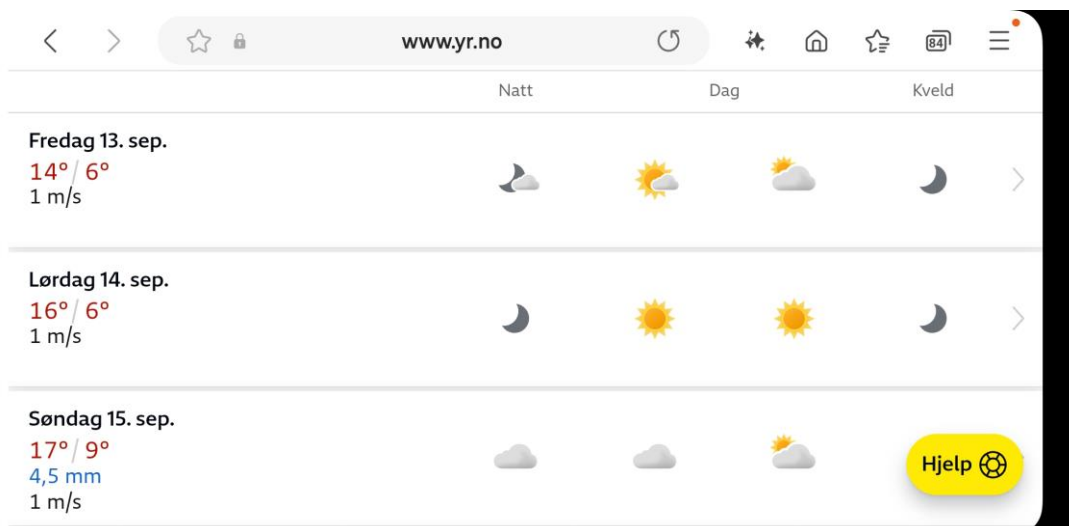 www.yr.no
84
Natt Dag Kveld
Fredag 13. sep.
14°/ 6°
1 m/s
Lørdag 14. sep.
16°/ 6°
1 m/s
Søndag 15. sep.
17°/ 9°
4,5 mm
1 m/s
Hjelp